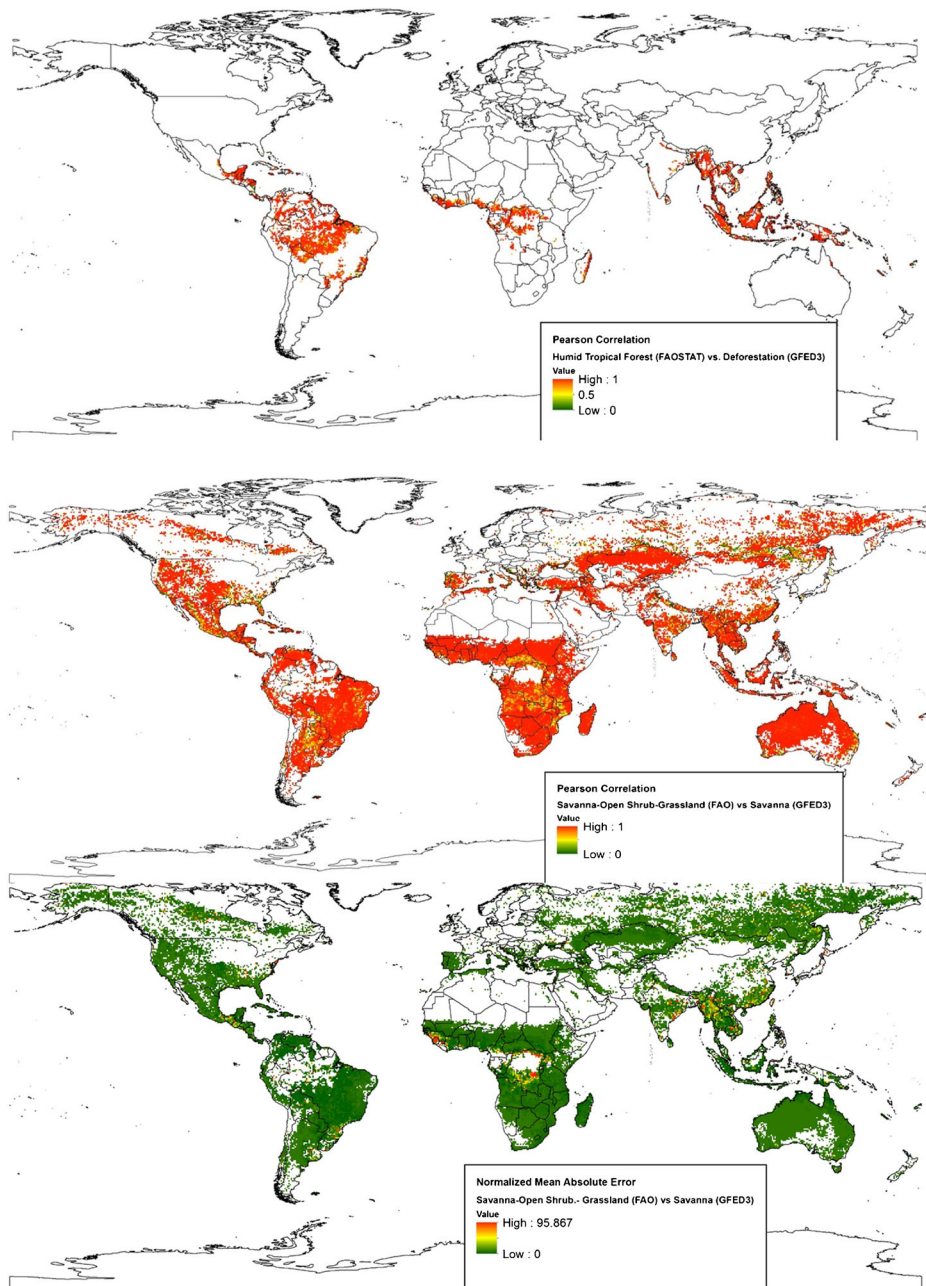 Pearson Correlation
Humid Tropical Forest (FAOSTAT) vs. Deforestation (GFED3)
Value
High : 1
0.5
Low : 0
Pearson Correlation
Savanna-Open Shrub-Grassland (FAO) vs Savanna (GFED3)
Value
High : 1
Low : 0
Normalized Mean Absolute Error
Savanna-Open Shrub.- Grassland (FAO) vs Savanna (GFED3)
Value
High : 95.867
Low : 0